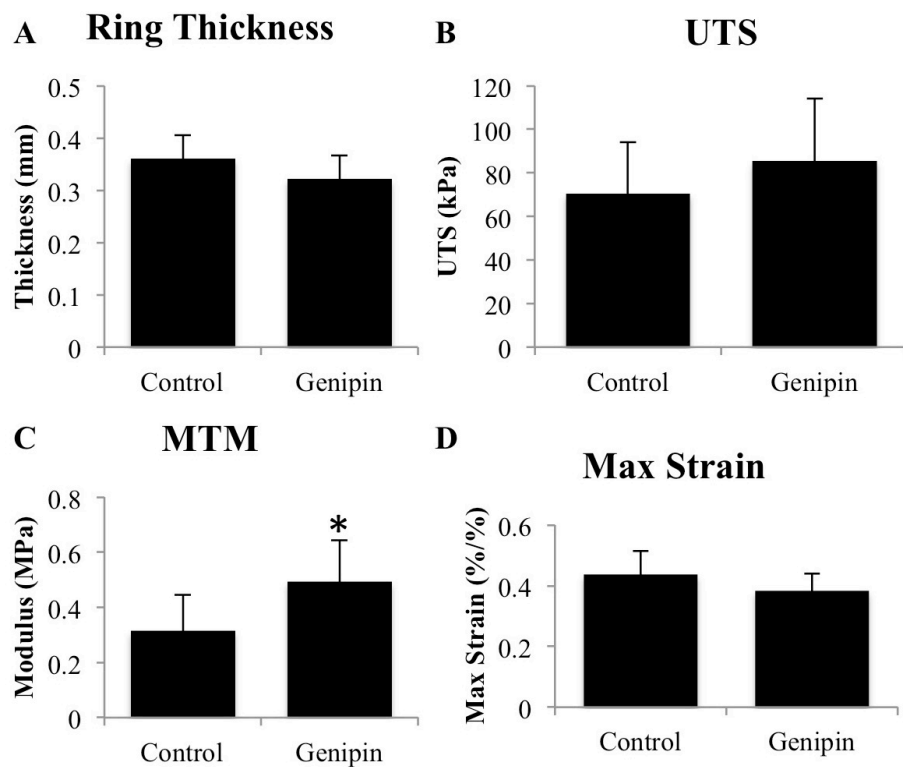 A Ring Thickness
Thickness (mm)
0.5
0.4
0.3
0.2
0.1
0
Control Genipin
B UTS
UTS (kPa)
120
100
80
60
40
20
0
Control Genipin
C MTM
Modulus (MPa)
0.8
0.6
0.4
0.2
0
*
Control Genipin
D Max Strain
Max Strain (%/%)
0.6
0.4
0.2
0
Control Genipin